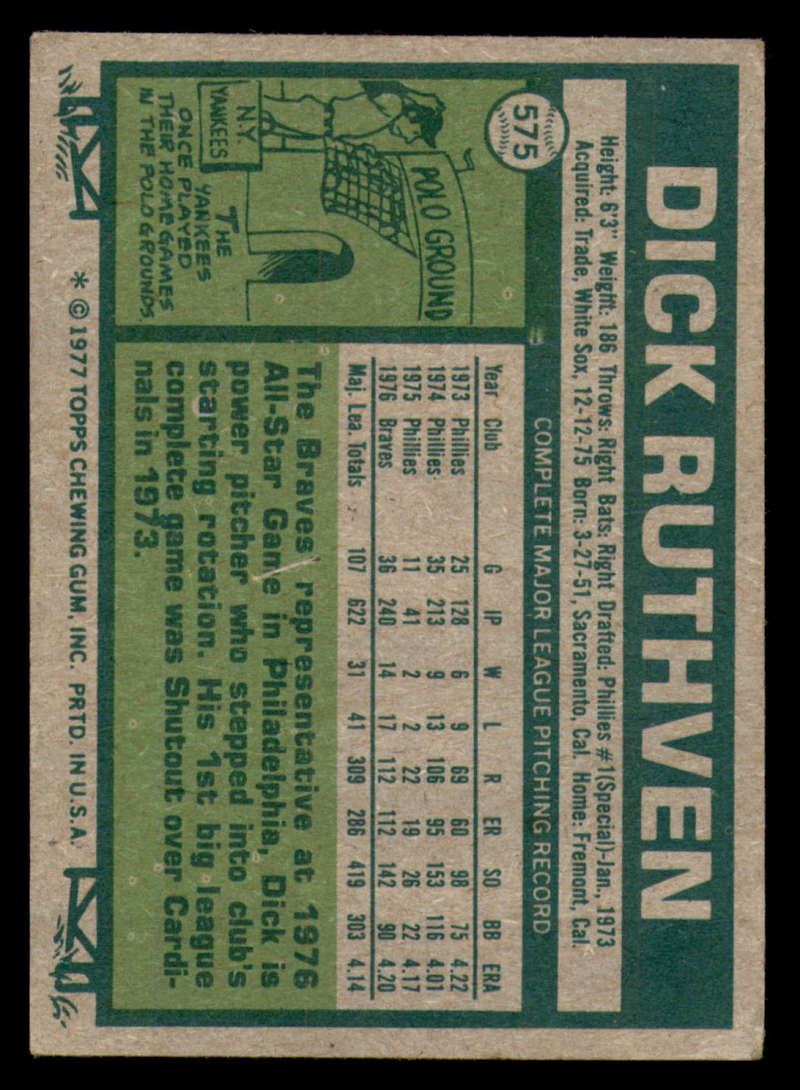 DICK RUTHVEN
Height: 6'3" Weight: 186 Throws: Right Bats: Right Drafted: Phillies #1(Special)-Jan., 1973
Acquired: Trade, White Sox, 12-12-75 Born: 3-27-51, Sacramento, Cal. Home: Fremont, Cal.
575
COMPLETE MAJOR LEAGUE PITCHING RECORD
Year Club G IP W L R ER SO BB ERA
1973 Phillies 25 128 6 9 69 60 98 75 4.22
1974 Phillies 35 213 9 13 106 95 153 116 4.01
1975 Phillies 11 41 2 2 22 19 26 22 4.17
1976 Braves 36 240 14 17 112 112 142 90 4.20
Maj. Lea. Totals 107 622 31 41 309 286 419 303 4.14
POLO GROUND
N.Y.
YANKEES
THE
YANKEES
ONCE PLAYED
THEIR HOME GAMES
IN THE POLO GROUNDS.
The Braves' representative at 1976
All-Star Game in Philadelphia, Dick is
power pitcher who stepped into club's
starting rotation. His 1st big league
complete game was Shutout over Cardi-
nals in 1973.
* © 1977 TOPPS CHEWING GUM, INC. PRTD. IN U.S.A.